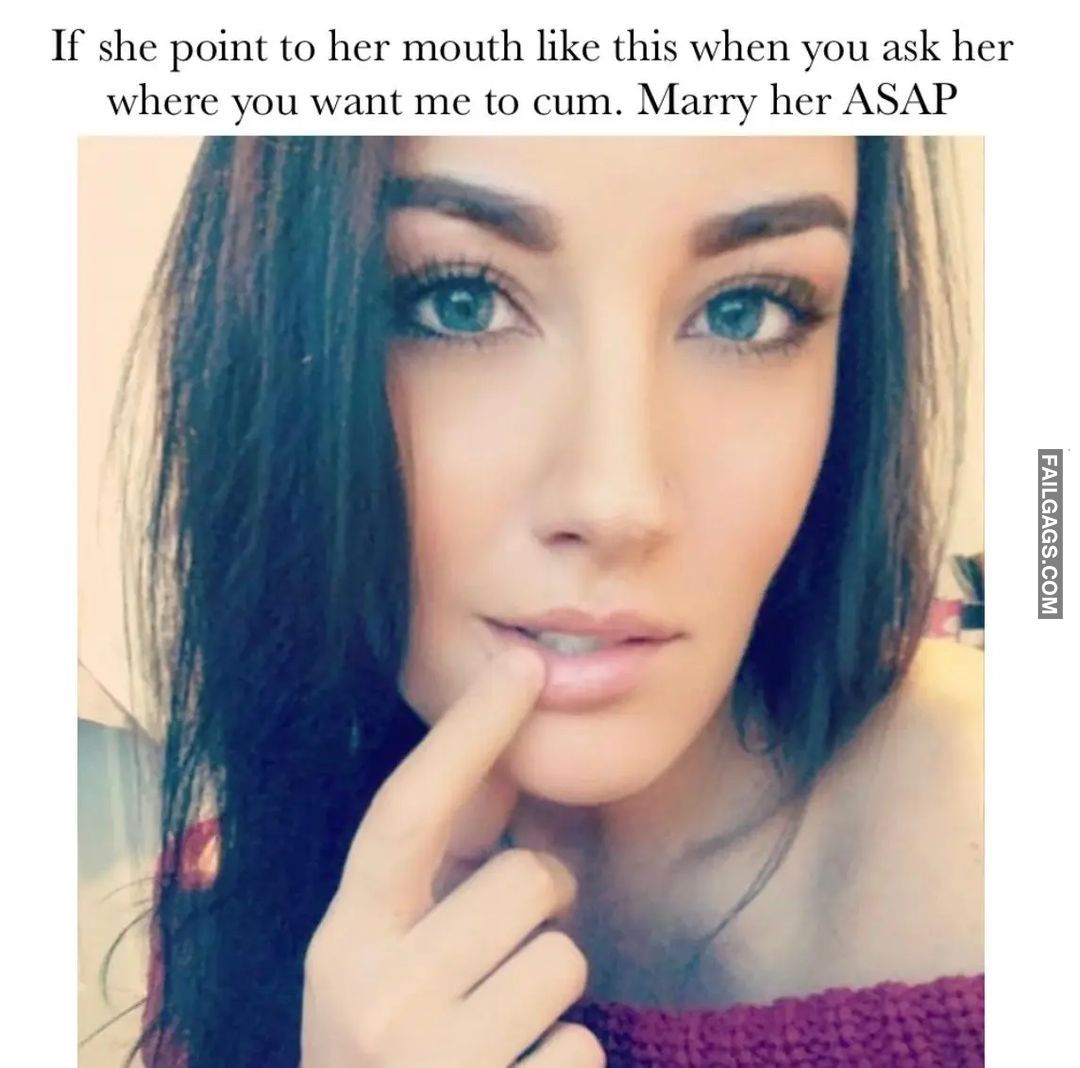 If she point to her mouth like this when you ask her
where you want me to cum. Marry her ASAP
FAILGAGS.COM